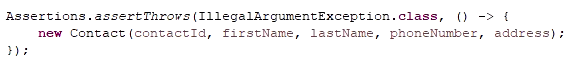 Assertions.assertThrows(IllegalArgumentException.class, () -> {
    new Contact(contactId, firstName, lastName, phoneNumber, address);
});